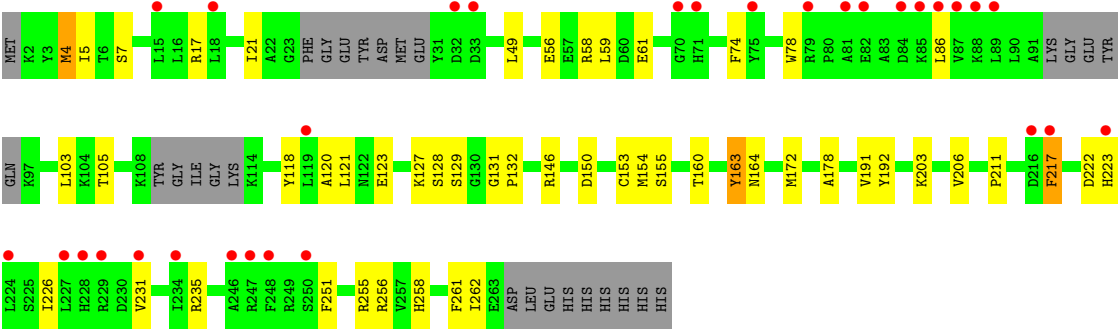 MET K2 Y3 M4 I5 T6 S7 L15 L16 R17 L18 I21 A22 G23 PHE GLY GLU TYR ASP MET GLU Y31 D32 D33 L49 E56 E57 R58 L59 D60 E61 G70 H71 F74 Y75 W78 R79 P80 A81 E82 A83 D84 K85 L86 V87 K88 L89 L90 A91 LYS GLY GLU TYR
GLN K97 L103 K104 T105 K108 TYR GLY ILE GLY LYS K114 Y118 L119 A120 L121 N122 E123 K127 S128 S129 G130 G131 P132 R146 D150 C153 M154 S155 T160 Y163 N164 M172 A178 V191 Y192 K203 V206 P211 D216 F217 D222 H223
L224 S225 I226 L227 H228 R229 D230 V231 I234 R235 A246 R247 F248 R249 S250 F251 R255 R256 V257 H258 F261 I262 E263 ASP LEU GLU HIS HIS HIS HIS HIS HIS